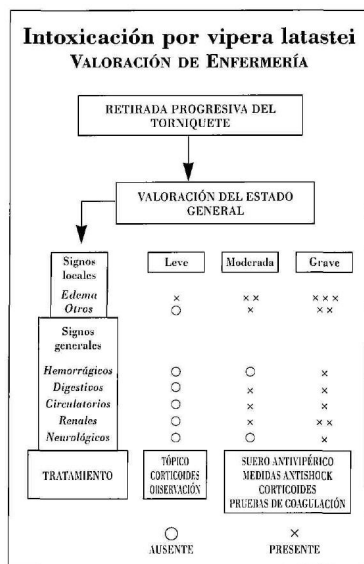 Intoxicación por vipera latastei
VALORACIÓN DE ENFERMERÍA
RETIRADA PROGRESIVA DEL
TORNIQUETE
VALORACIÓN DEL ESTADO
GENERAL
Signos
locales
Leve
Moderada
Grave
Edema × ×× ×××
Otros ○ × ××
Signos
generales
Hemorrágicos ○ ○ ×
Digestivos ○ × ×
Circulatorios ○ × ×
Renales ○ × ××
Neurológicos ○ ○ ×
TRATAMIENTO
TÓPICO
CORTICOIDES
OBSERVACIÓN
SUERO ANTIVIPÉRICO
MEDIDAS ANTISHOCK
CORTICOIDES
PRUEBAS DE COAGULACIÓN
○ ×
AUSENTE PRESENTE